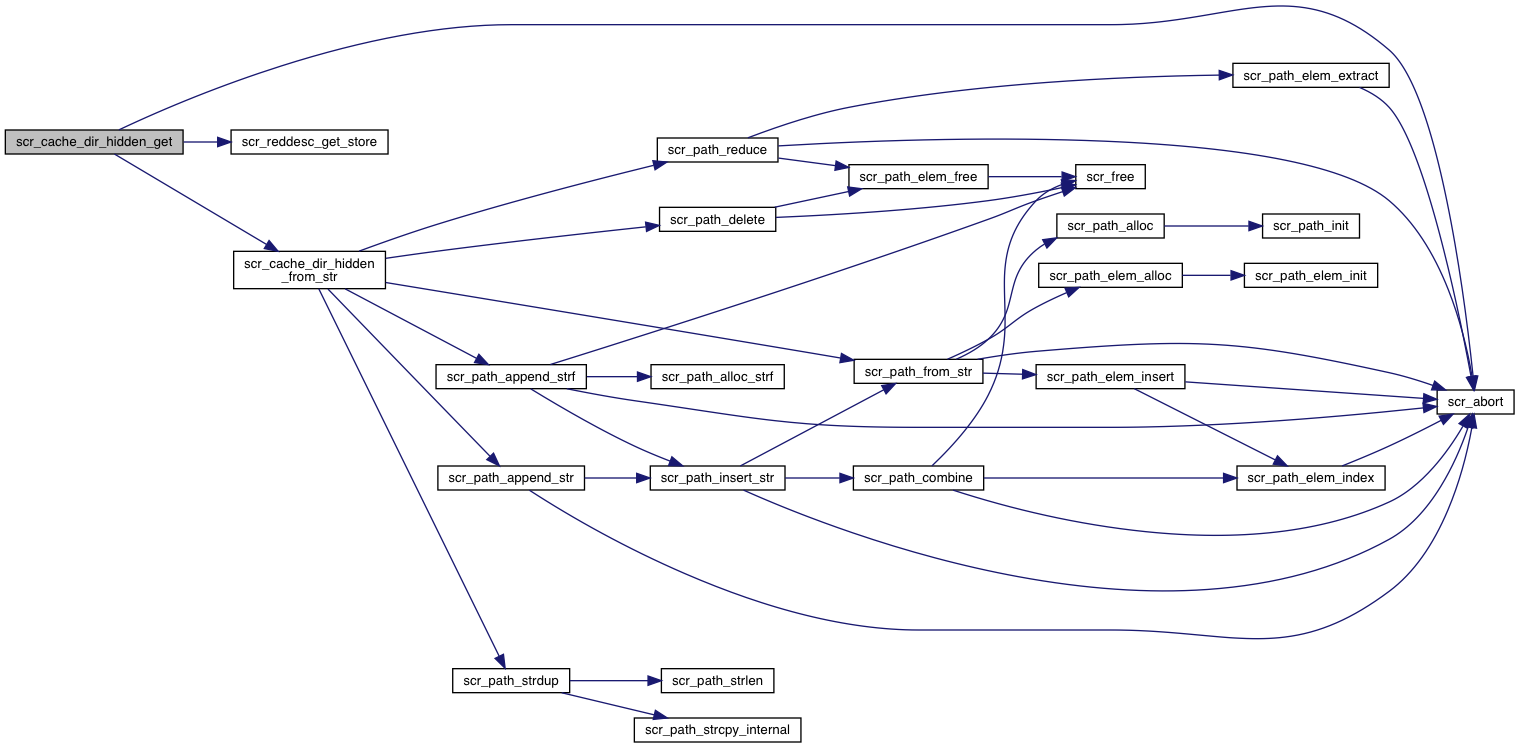 scr_cache_dir_hidden_get
scr_reddesc_get_store
scr_cache_dir_hidden
_from_str
scr_path_reduce
scr_path_delete
scr_path_append_strf
scr_path_append_str
scr_path_strdup
scr_path_alloc_strf
scr_path_insert_str
scr_path_strlen
scr_path_strcpy_internal
scr_path_elem_free
scr_path_from_str
scr_path_combine
scr_free
scr_path_alloc
scr_path_elem_alloc
scr_path_elem_insert
scr_path_elem_extract
scr_path_init
scr_path_elem_init
scr_path_elem_index
scr_abort